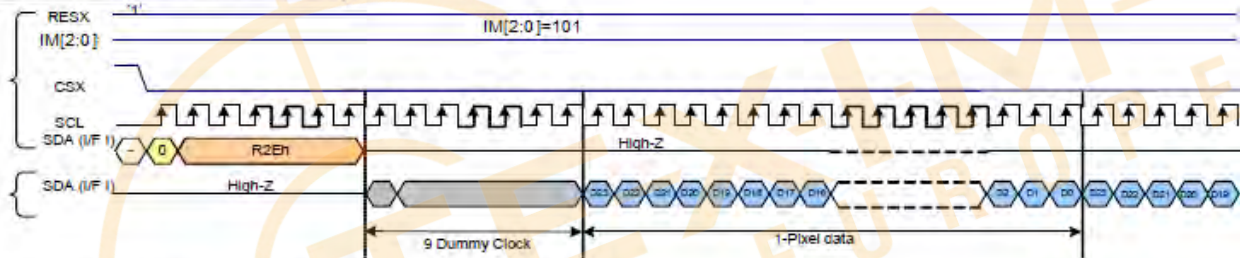 RESX "1"
IM[2:0] IM[2:0]=101
CSX
SCL
SDA (I/F I) - 0 R2Eh High-Z
SDA (I/F I) High-Z D23 D22 D21 D20 D19 D18 D17 D16 D2 D1 D0 D23 D22 D21 D20 D19
9 Dummy Clock 1-Pixel data